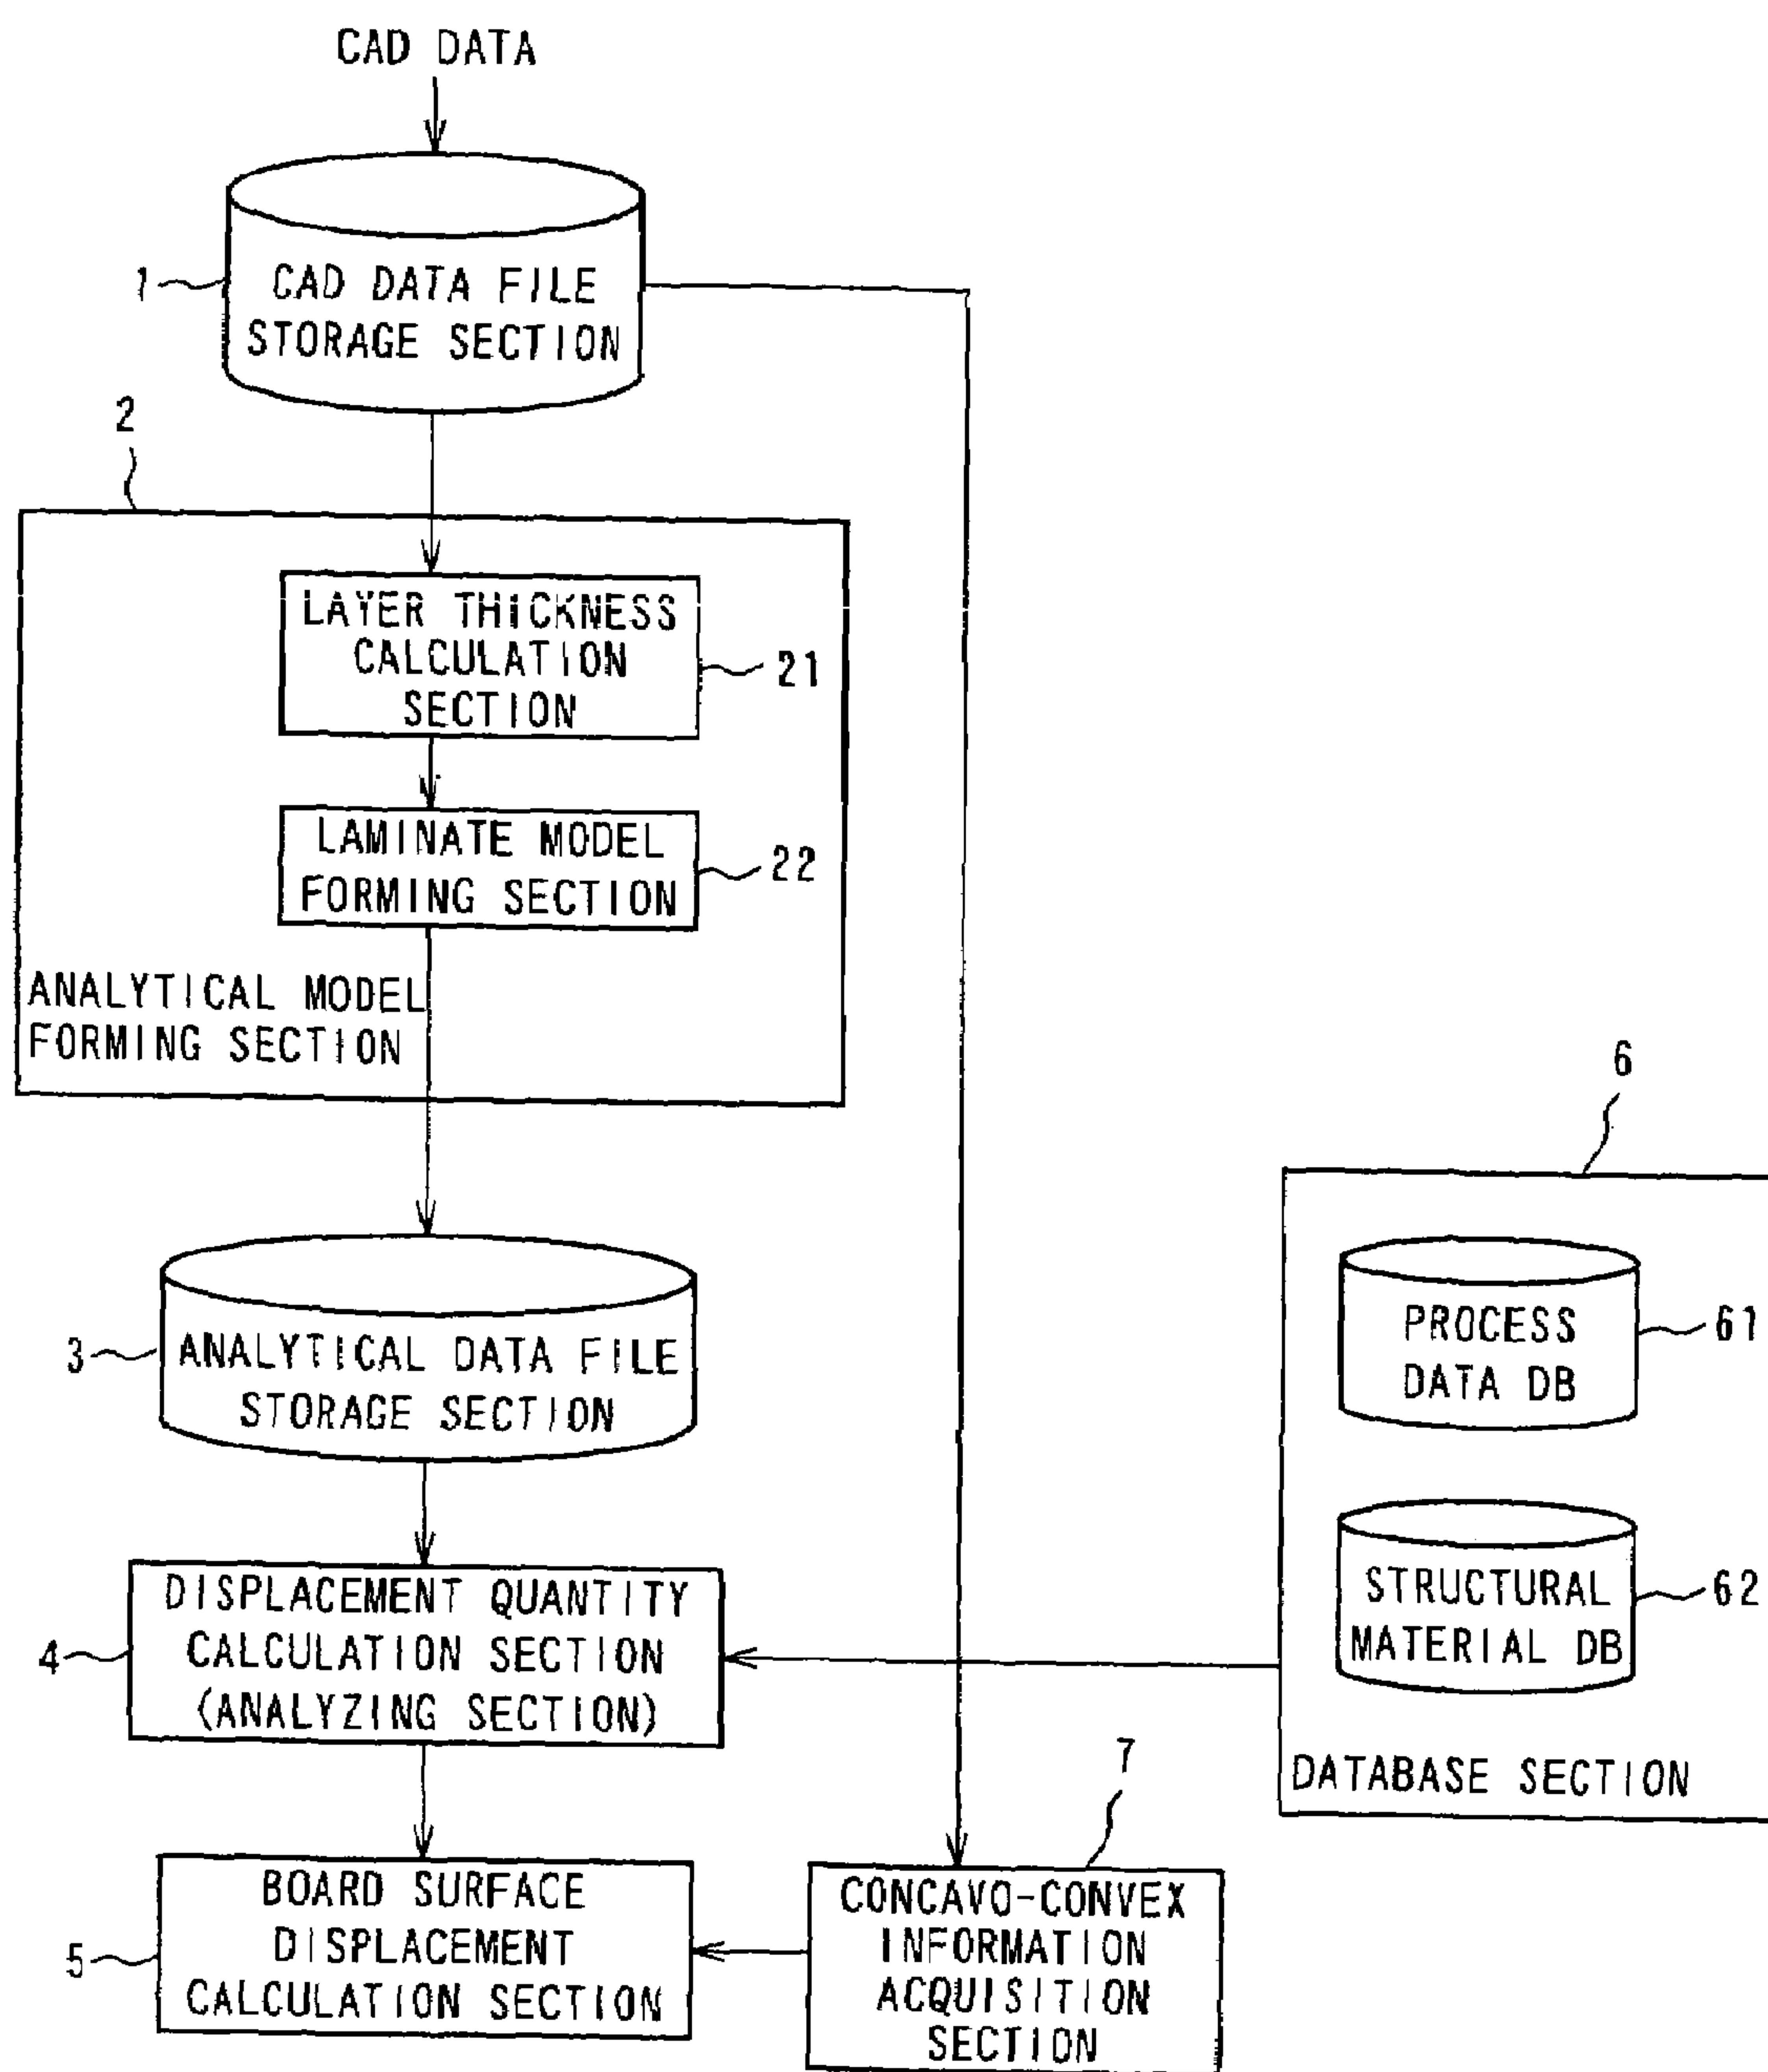 CAD DATA
1
CAD DATA FILE
STORAGE SECTION
2
LAYER THICKNESS
CALCULATION
SECTION
21
LAMINATE MODEL
FORMING SECTION
22
ANALYTICAL MODEL
FORMING SECTION
3
ANALYTICAL DATA FILE
STORAGE SECTION
6
PROCESS
DATA DB
61
STRUCTURAL
MATERIAL DB
62
DATABASE SECTION
4
DISPLACEMENT QUANTITY
CALCULATION SECTION
(ANALYZING SECTION)
5
BOARD SURFACE
DISPLACEMENT
CALCULATION SECTION
7
CONCAVO-CONVEX
INFORMATION
ACQUISITION
SECTION